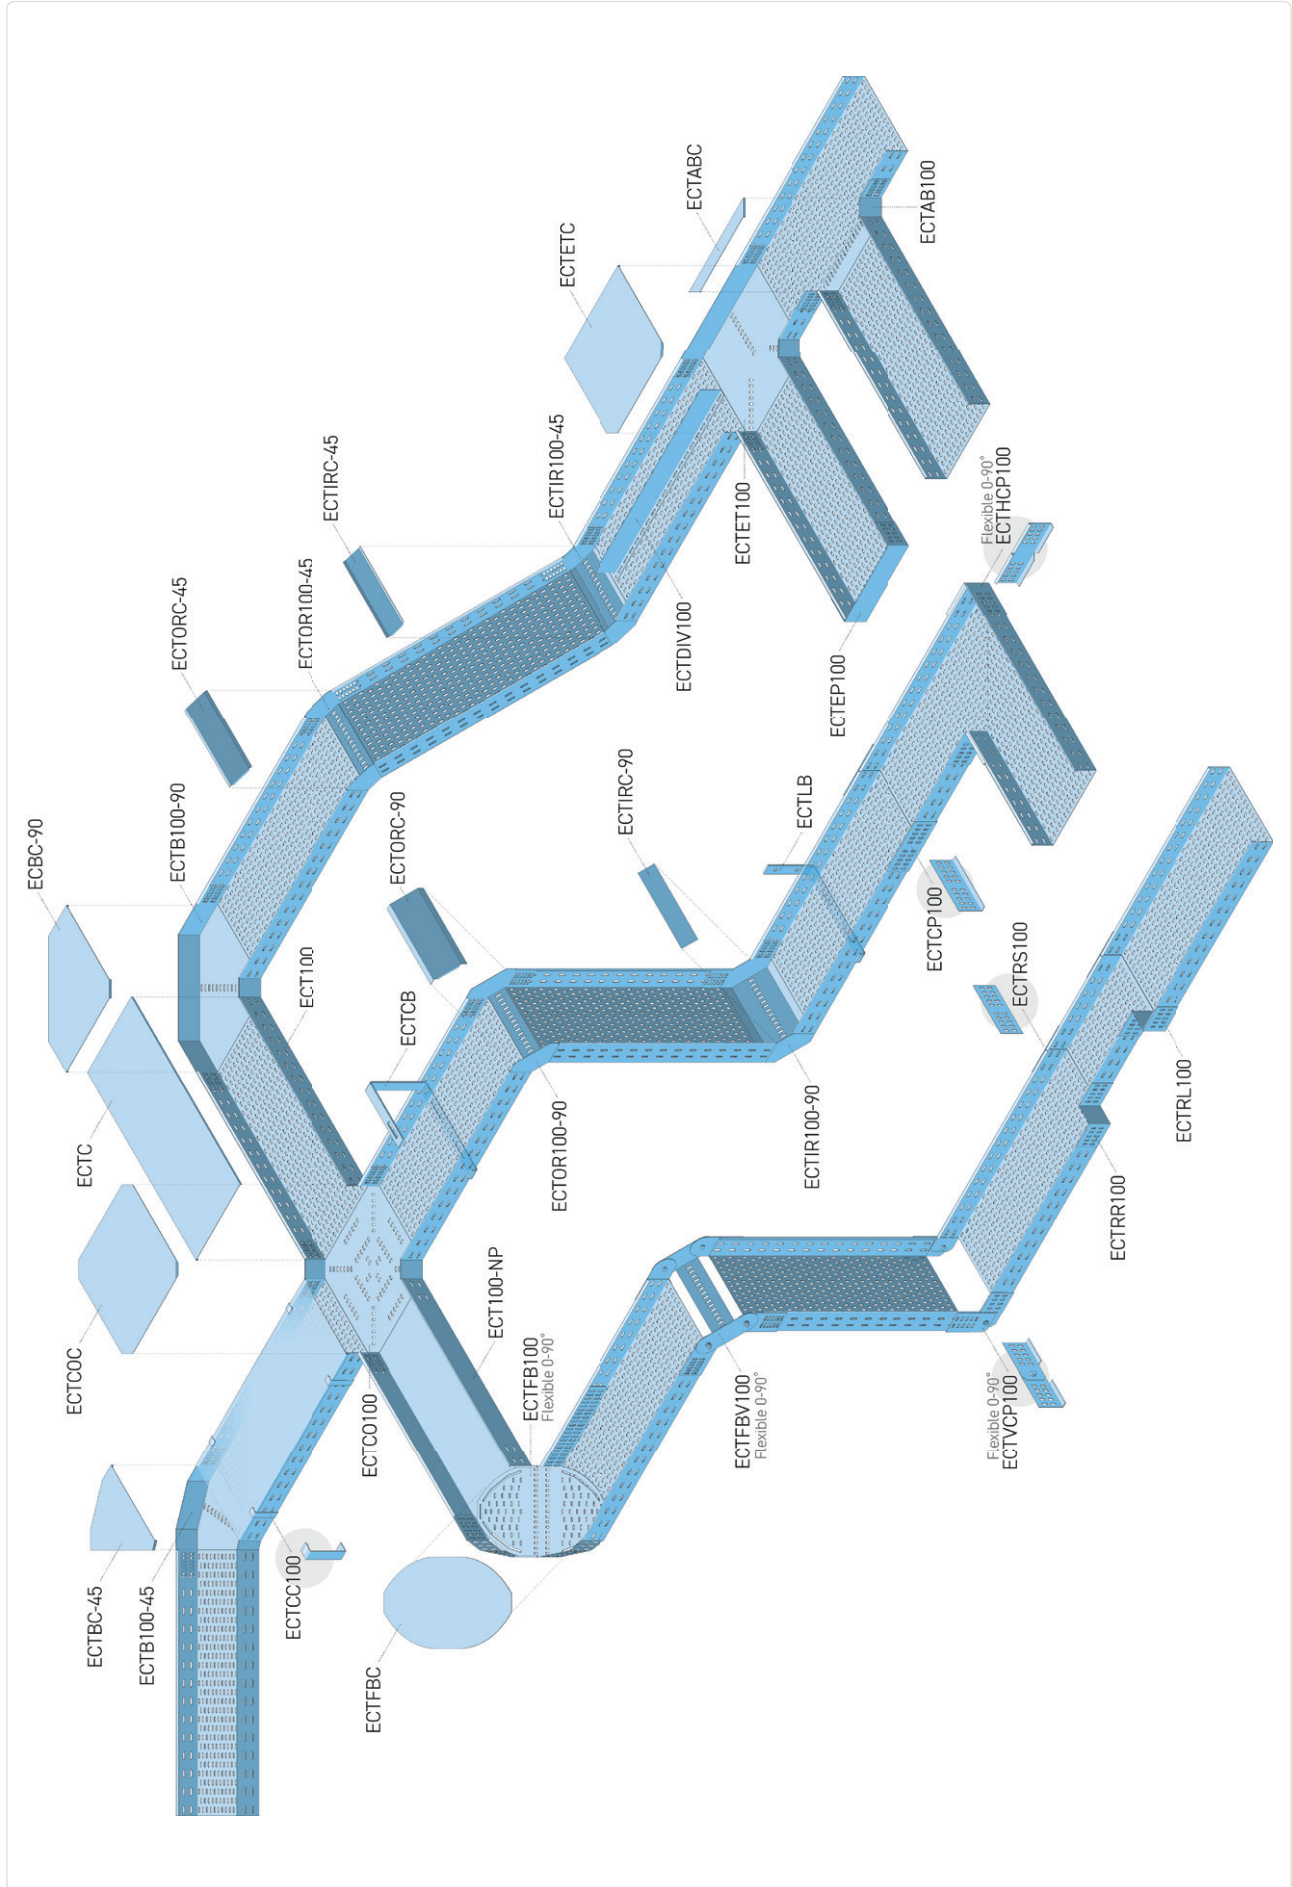 ECTBC-45
ECTB100-45
ECTCC100
ECTFBC
ECTCOC
ECTC
ECBC-90
ECTB100-90
ECT100
ECTCO100
ECT100-NP
ECTFB100
Flexible 0-90°
ECTFBV100
Flexible 0-90°
Flexible 0-90°
ECTVCP100
ECTCB
ECTOR100-90
ECTORC-90
ECTIRC-90
ECTIR100-90
ECTLB
ECTCP100
ECTRS100
ECTRR100
ECTRL100
ECTORC-45
ECTOR100-45
ECTIRC-45
ECTIR100-45
ECTDIV100
ECTEP100
ECTET100
ECTETC
ECTABC
ECTAB100
Flexible 0-90°
ECTHCP100